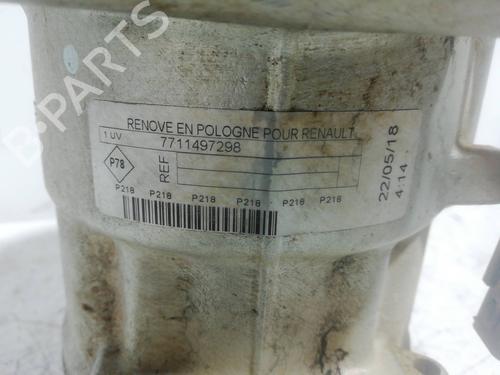 B-PARTS
RENOVE EN POLOGNE POUR RENAULT
1 UV
7711497298
P78
REF
P218 P218 P218 P218 P218 P218
22/05/18
4:14